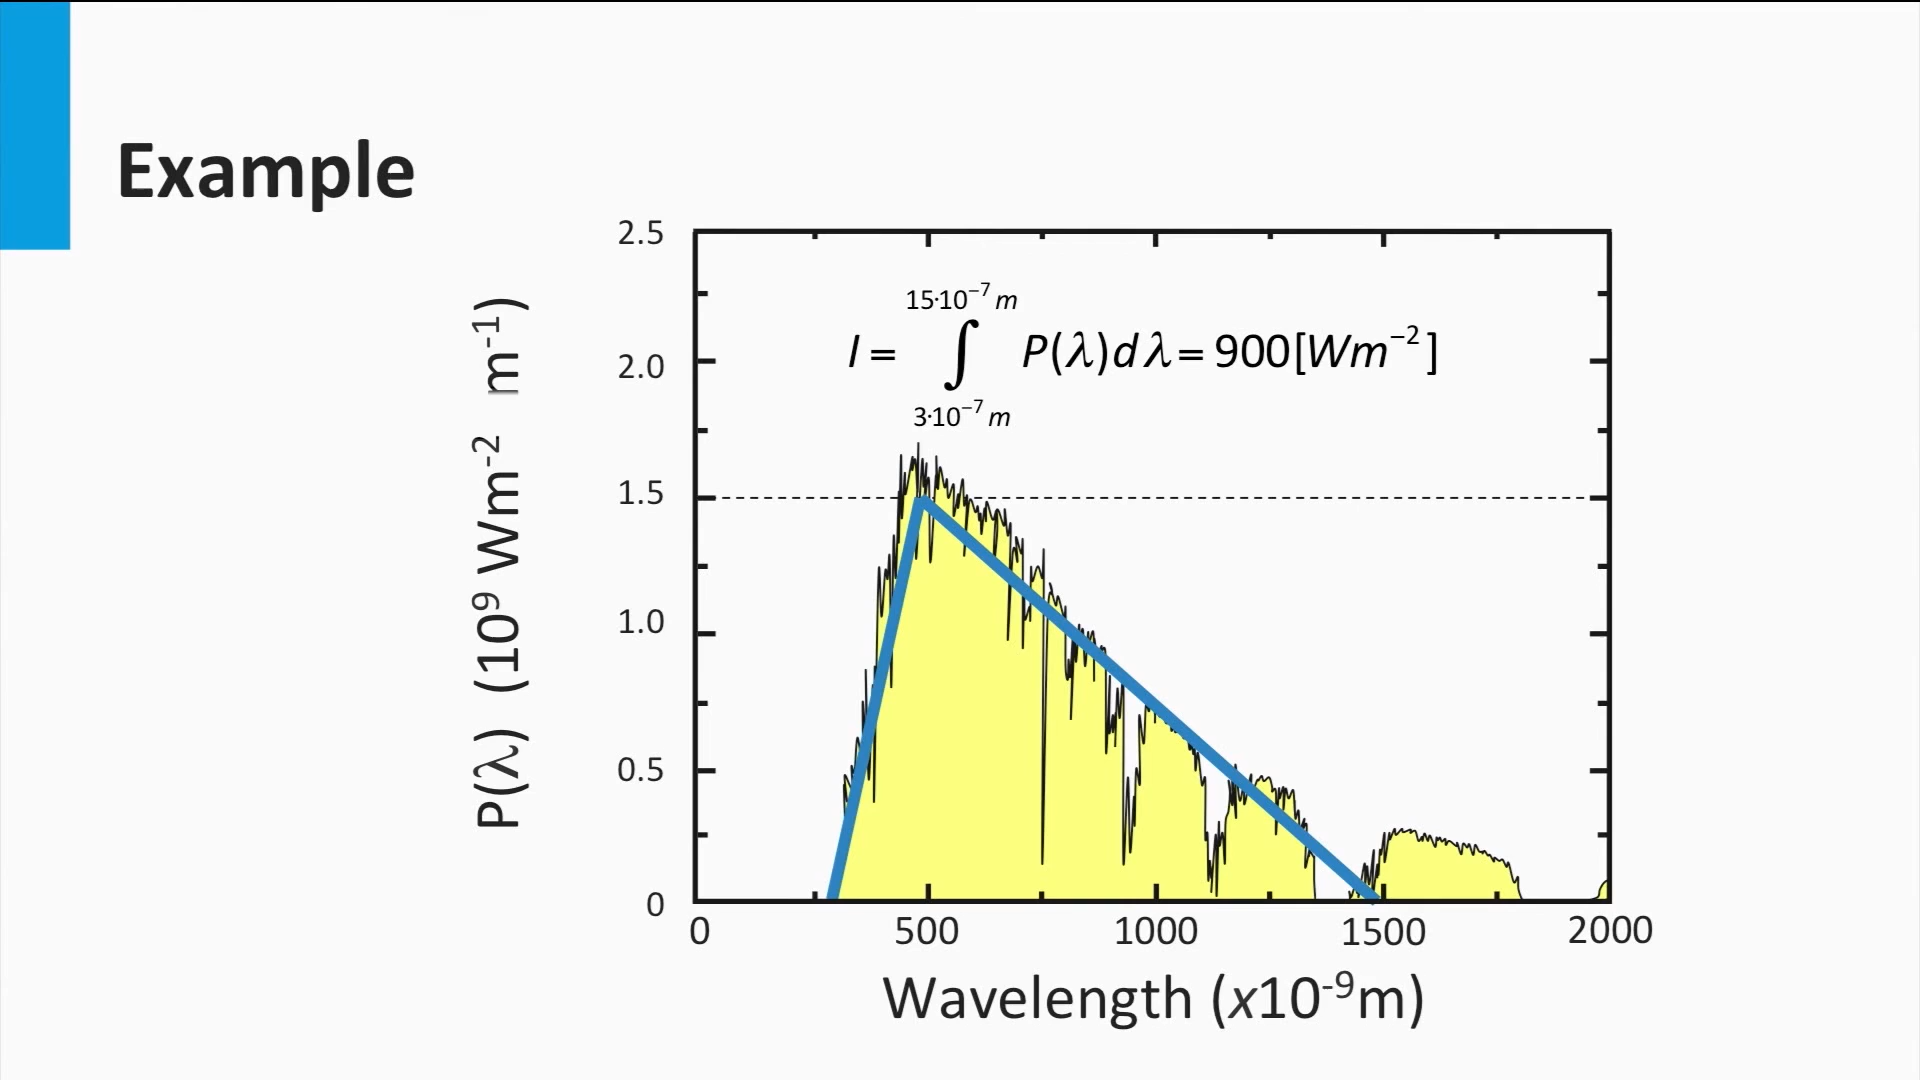 Example
P(λ) (10⁹ Wm⁻² m⁻¹)
2.5
2.0
1.5
1.0
0.5
0
15·10⁻⁷ m
I = ∫ P(λ)dλ = 900[Wm⁻²]
3·10⁻⁷ m
0 500 1000 1500 2000
Wavelength (x10⁻⁹m)